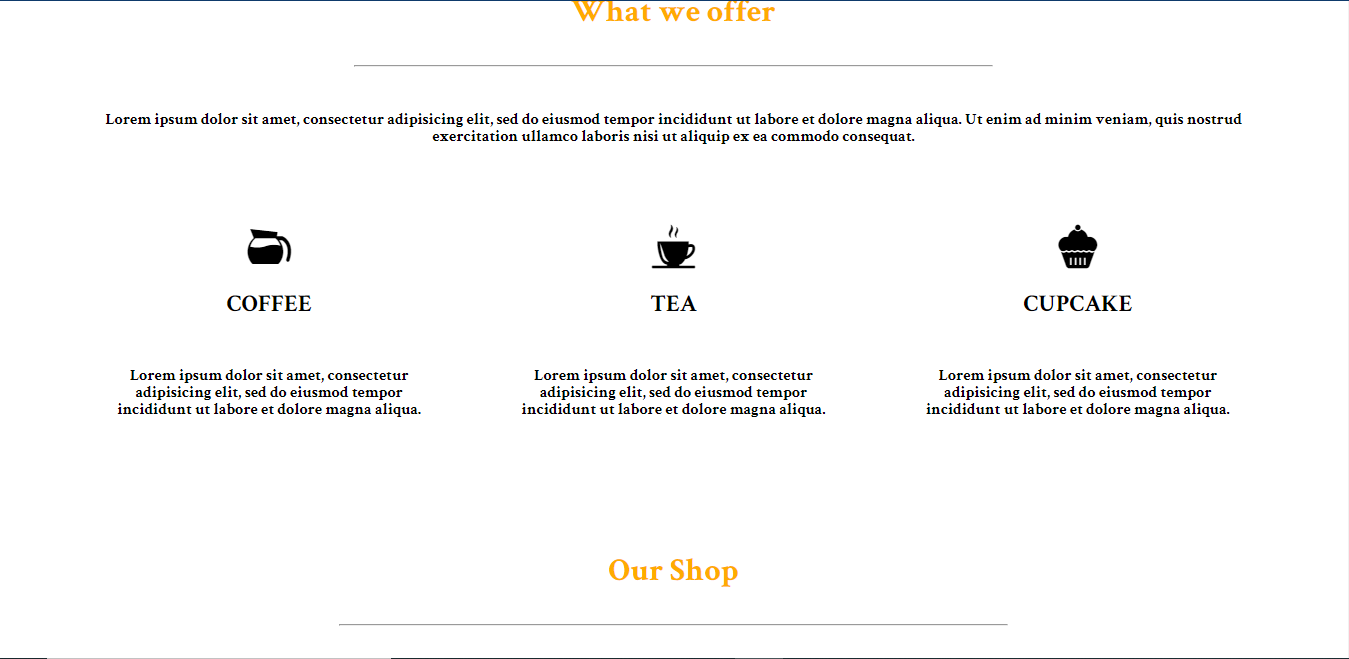 What we offer
Lorem ipsum dolor sit amet, consectetur adipisicing elit, sed do eiusmod tempor incididunt ut labore et dolore magna aliqua. Ut enim ad minim veniam, quis nostrud
exercitation ullamco laboris nisi ut aliquip ex ea commodo consequat.
COFFEE
Lorem ipsum dolor sit amet, consectetur
adipisicing elit, sed do eiusmod tempor
incididunt ut labore et dolore magna aliqua.
TEA
Lorem ipsum dolor sit amet, consectetur
adipisicing elit, sed do eiusmod tempor
incididunt ut labore et dolore magna aliqua.
CUPCAKE
Lorem ipsum dolor sit amet, consectetur
adipisicing elit, sed do eiusmod tempor
incididunt ut labore et dolore magna aliqua.
Our Shop